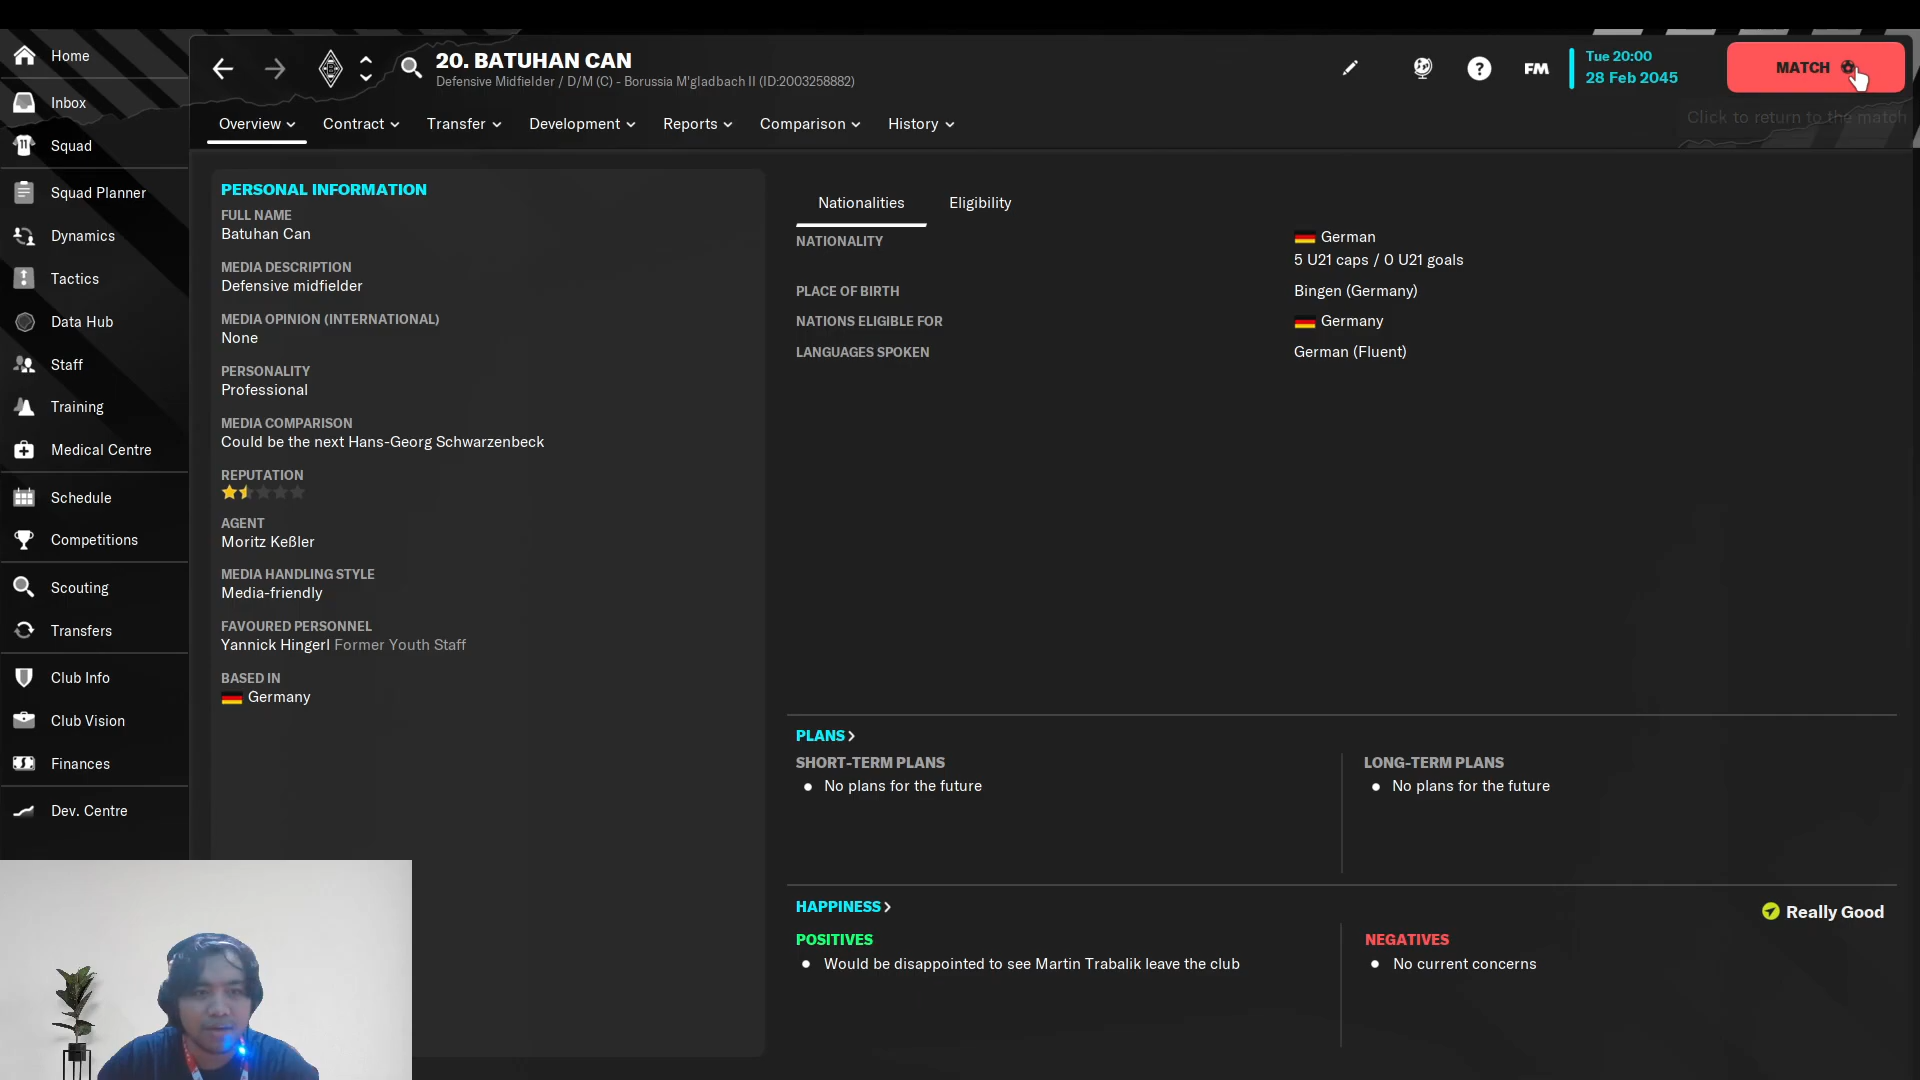 Home
Inbox
Squad
Squad Planner
Dynamics
Tactics
Data Hub
Staff
Training
Medical Centre
Schedule
Competitions
Scouting
Transfers
Club Info
Club Vision
Finances
Dev. Centre
20. BATUHAN CAN
Defensive Midfielder / D/M (C) - Borussia M'gladbach II (ID:2003258882)
FM
Tue 20:00
28 Feb 2045
MATCH
Click to return to the match
Overview
Contract
Transfer
Development
Reports
Comparison
History
PERSONAL INFORMATION
FULL NAME
Batuhan Can
MEDIA DESCRIPTION
Defensive midfielder
MEDIA OPINION (INTERNATIONAL)
None
PERSONALITY
Professional
MEDIA COMPARISON
Could be the next Hans-Georg Schwarzenbeck
REPUTATION
AGENT
Moritz Keßler
MEDIA HANDLING STYLE
Media-friendly
FAVOURED PERSONNEL
Yannick Hingerl Former Youth Staff
BASED IN
Germany
Nationalities Eligibility
NATIONALITY German
5 U21 caps / 0 U21 goals
PLACE OF BIRTH Bingen (Germany)
NATIONS ELIGIBLE FOR Germany
LANGUAGES SPOKEN German (Fluent)
PLANS
SHORT-TERM PLANS
No plans for the future
LONG-TERM PLANS
No plans for the future
HAPPINESS
Really Good
POSITIVES
Would be disappointed to see Martin Trabalik leave the club
NEGATIVES
No current concerns